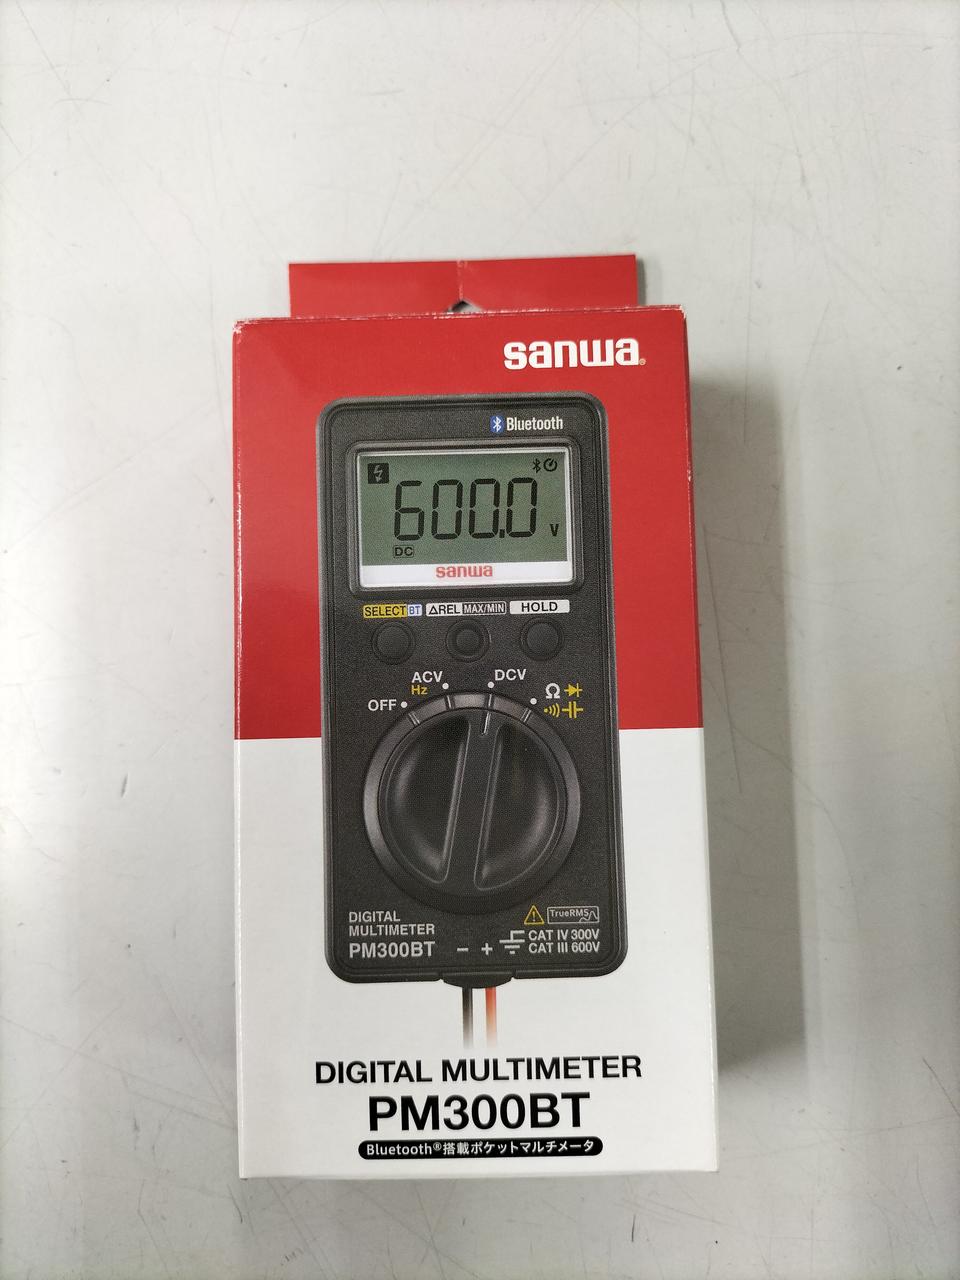 sanwa®
Bluetooth
600.0 V
DC
sanwa
SELECT BT ΔREL MAX/MIN HOLD
ACV DCV
Hz Ω
OFF
DIGITAL TrueRMS
MULTIMETER CAT IV 300V
PM300BT − + CAT III 600V
DIGITAL MULTIMETER
PM300BT
Bluetooth®搭載ポケットマルチメータ